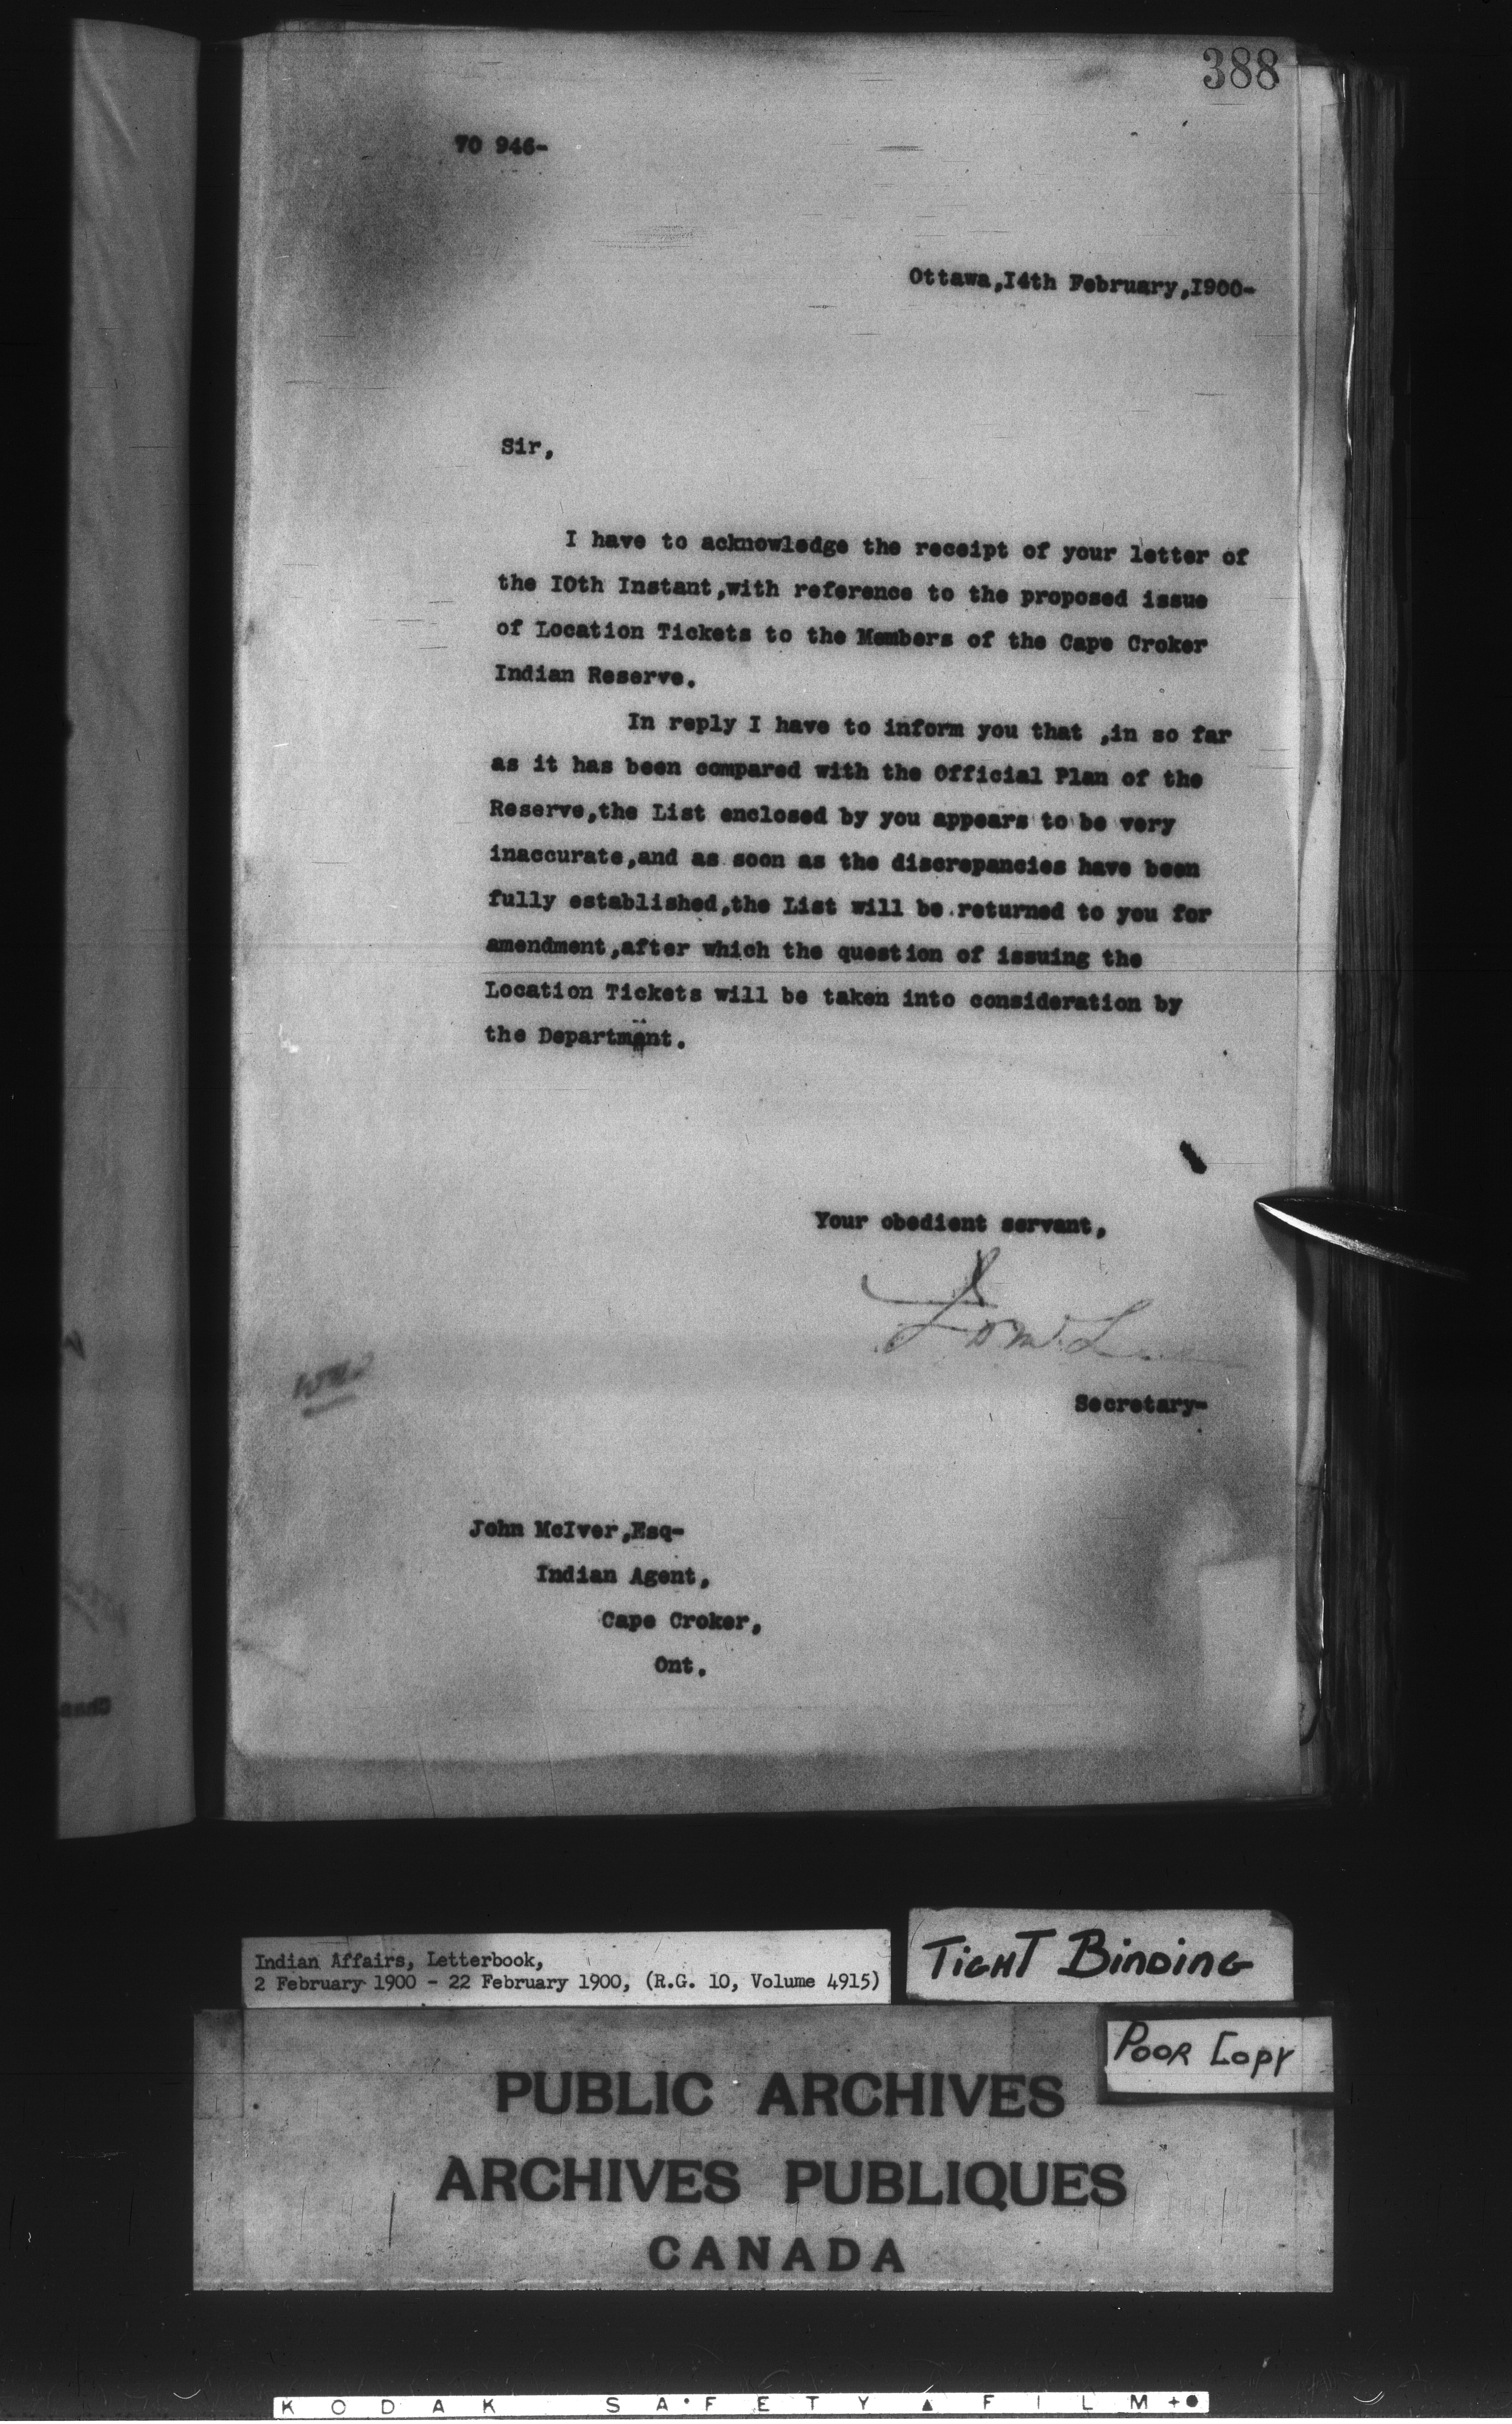 388
70 946-
Ottawa,I4th February,I900-
Sir,
I have to acknowledge the receipt of your letter of
the IOth Instant,with reference to the proposed issue
of Location Tickets to the Members of the Cape Croker
Indian Reserve.
In reply I have to inform you that ,in so far
as it has been compared with the Official Plan of the
Reserve,the List enclosed by you appears to be very
inaccurate,and as soon as the discrepancies have been
fully established,the List will be returned to you for
amendment,after which the question of issuing the
Location Tickets will be taken into consideration by
the Department.
Your obedient servant,
Secretary-
John McIver,Esq-
Indian Agent,
Cape Croker,
Ont.
Indian Affairs, Letterbook,
2 February 1900 - 22 February 1900, (R.G. 10, Volume 4915)
TIGHT BINDING
POOR COPY
PUBLIC ARCHIVES
ARCHIVES PUBLIQUES
CANADA
KODAK SAFETY FILM